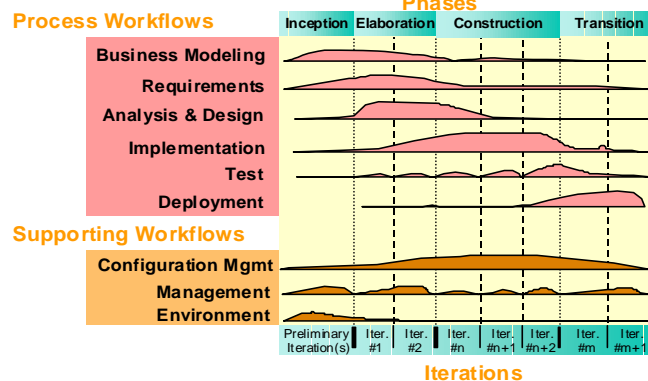 Phases
Process Workflows
Inception Elaboration Construction Transition
Business Modeling
Requirements
Analysis & Design
Implementation
Test
Deployment
Supporting Workflows
Configuration Mgmt
Management
Environment
Preliminary Iter. Iter. Iter. Iter. Iter. Iter. Iter.
Iteration(s) #1 #2 #n #n+1 #n+2 #m #m+1
Iterations